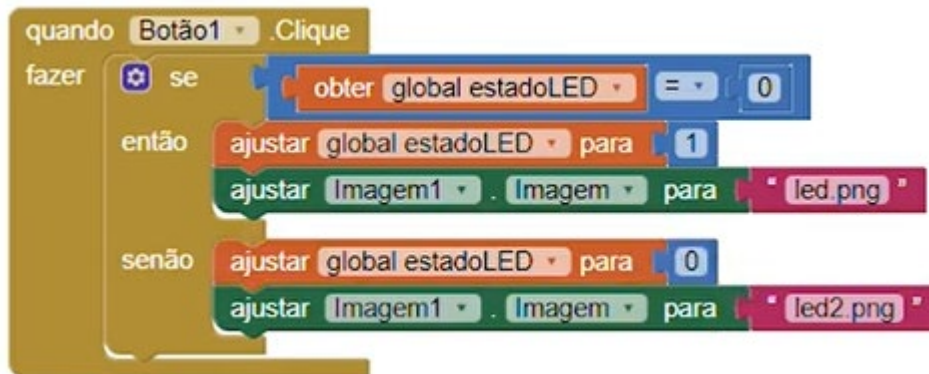 quando Botão1 .Clique
fazer se obter global estadoLED = 0
então ajustar global estadoLED para 1
ajustar Imagem1 . Imagem para " led.png "
senão ajustar global estadoLED para 0
ajustar Imagem1 . Imagem para " led2.png "